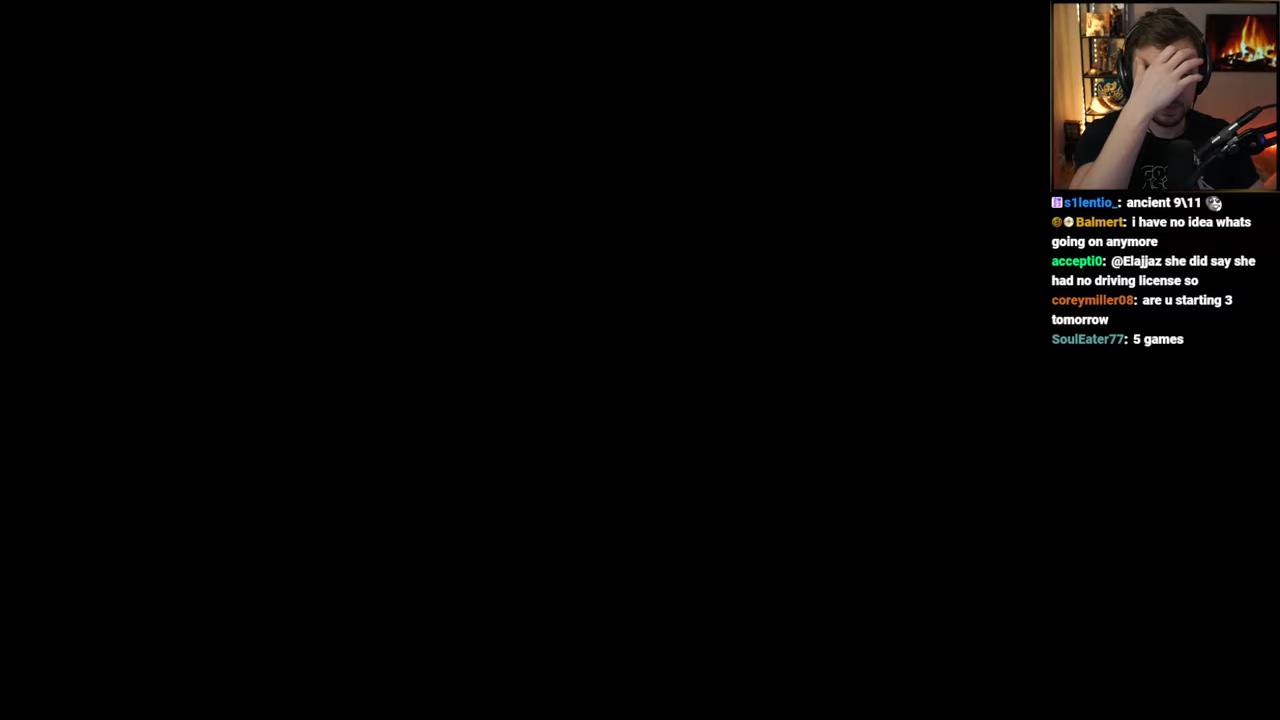 s1lentio_: ancient 9\11
Balmert: i have no idea whats
going on anymore
accepti0: @Elajjaz she did say she
had no driving license so
coreymiller08: are u starting 3
tomorrow
SoulEater77: 5 games